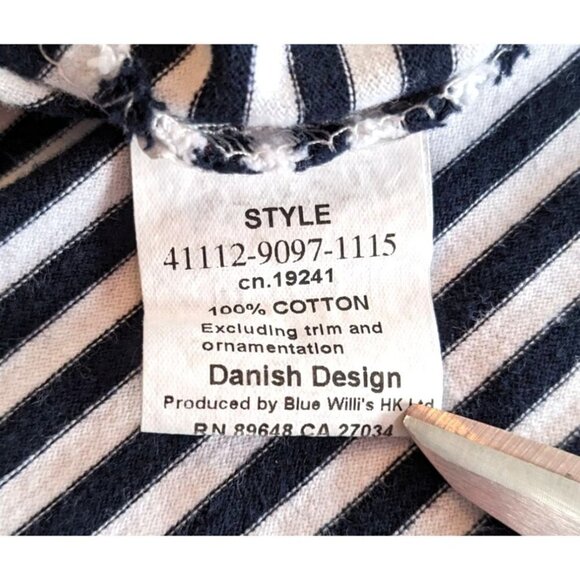 STYLE
41112-9097-1115
cn.19241
100% COTTON
Excluding trim and
ornamentation
Danish Design
Produced by Blue Willi's HK Ltd
RN 89648 CA 27034